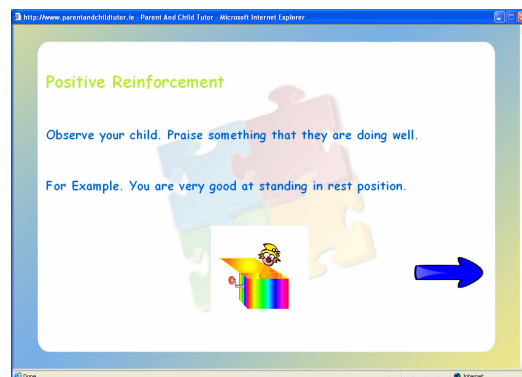 http://www.parentandchildtutor.ie - Parent And Child Tutor - Microsoft Internet Explorer
Positive Reinforcement
Observe your child. Praise something that they are doing well.
For Example. You are very good at standing in rest position.
Done
Internet